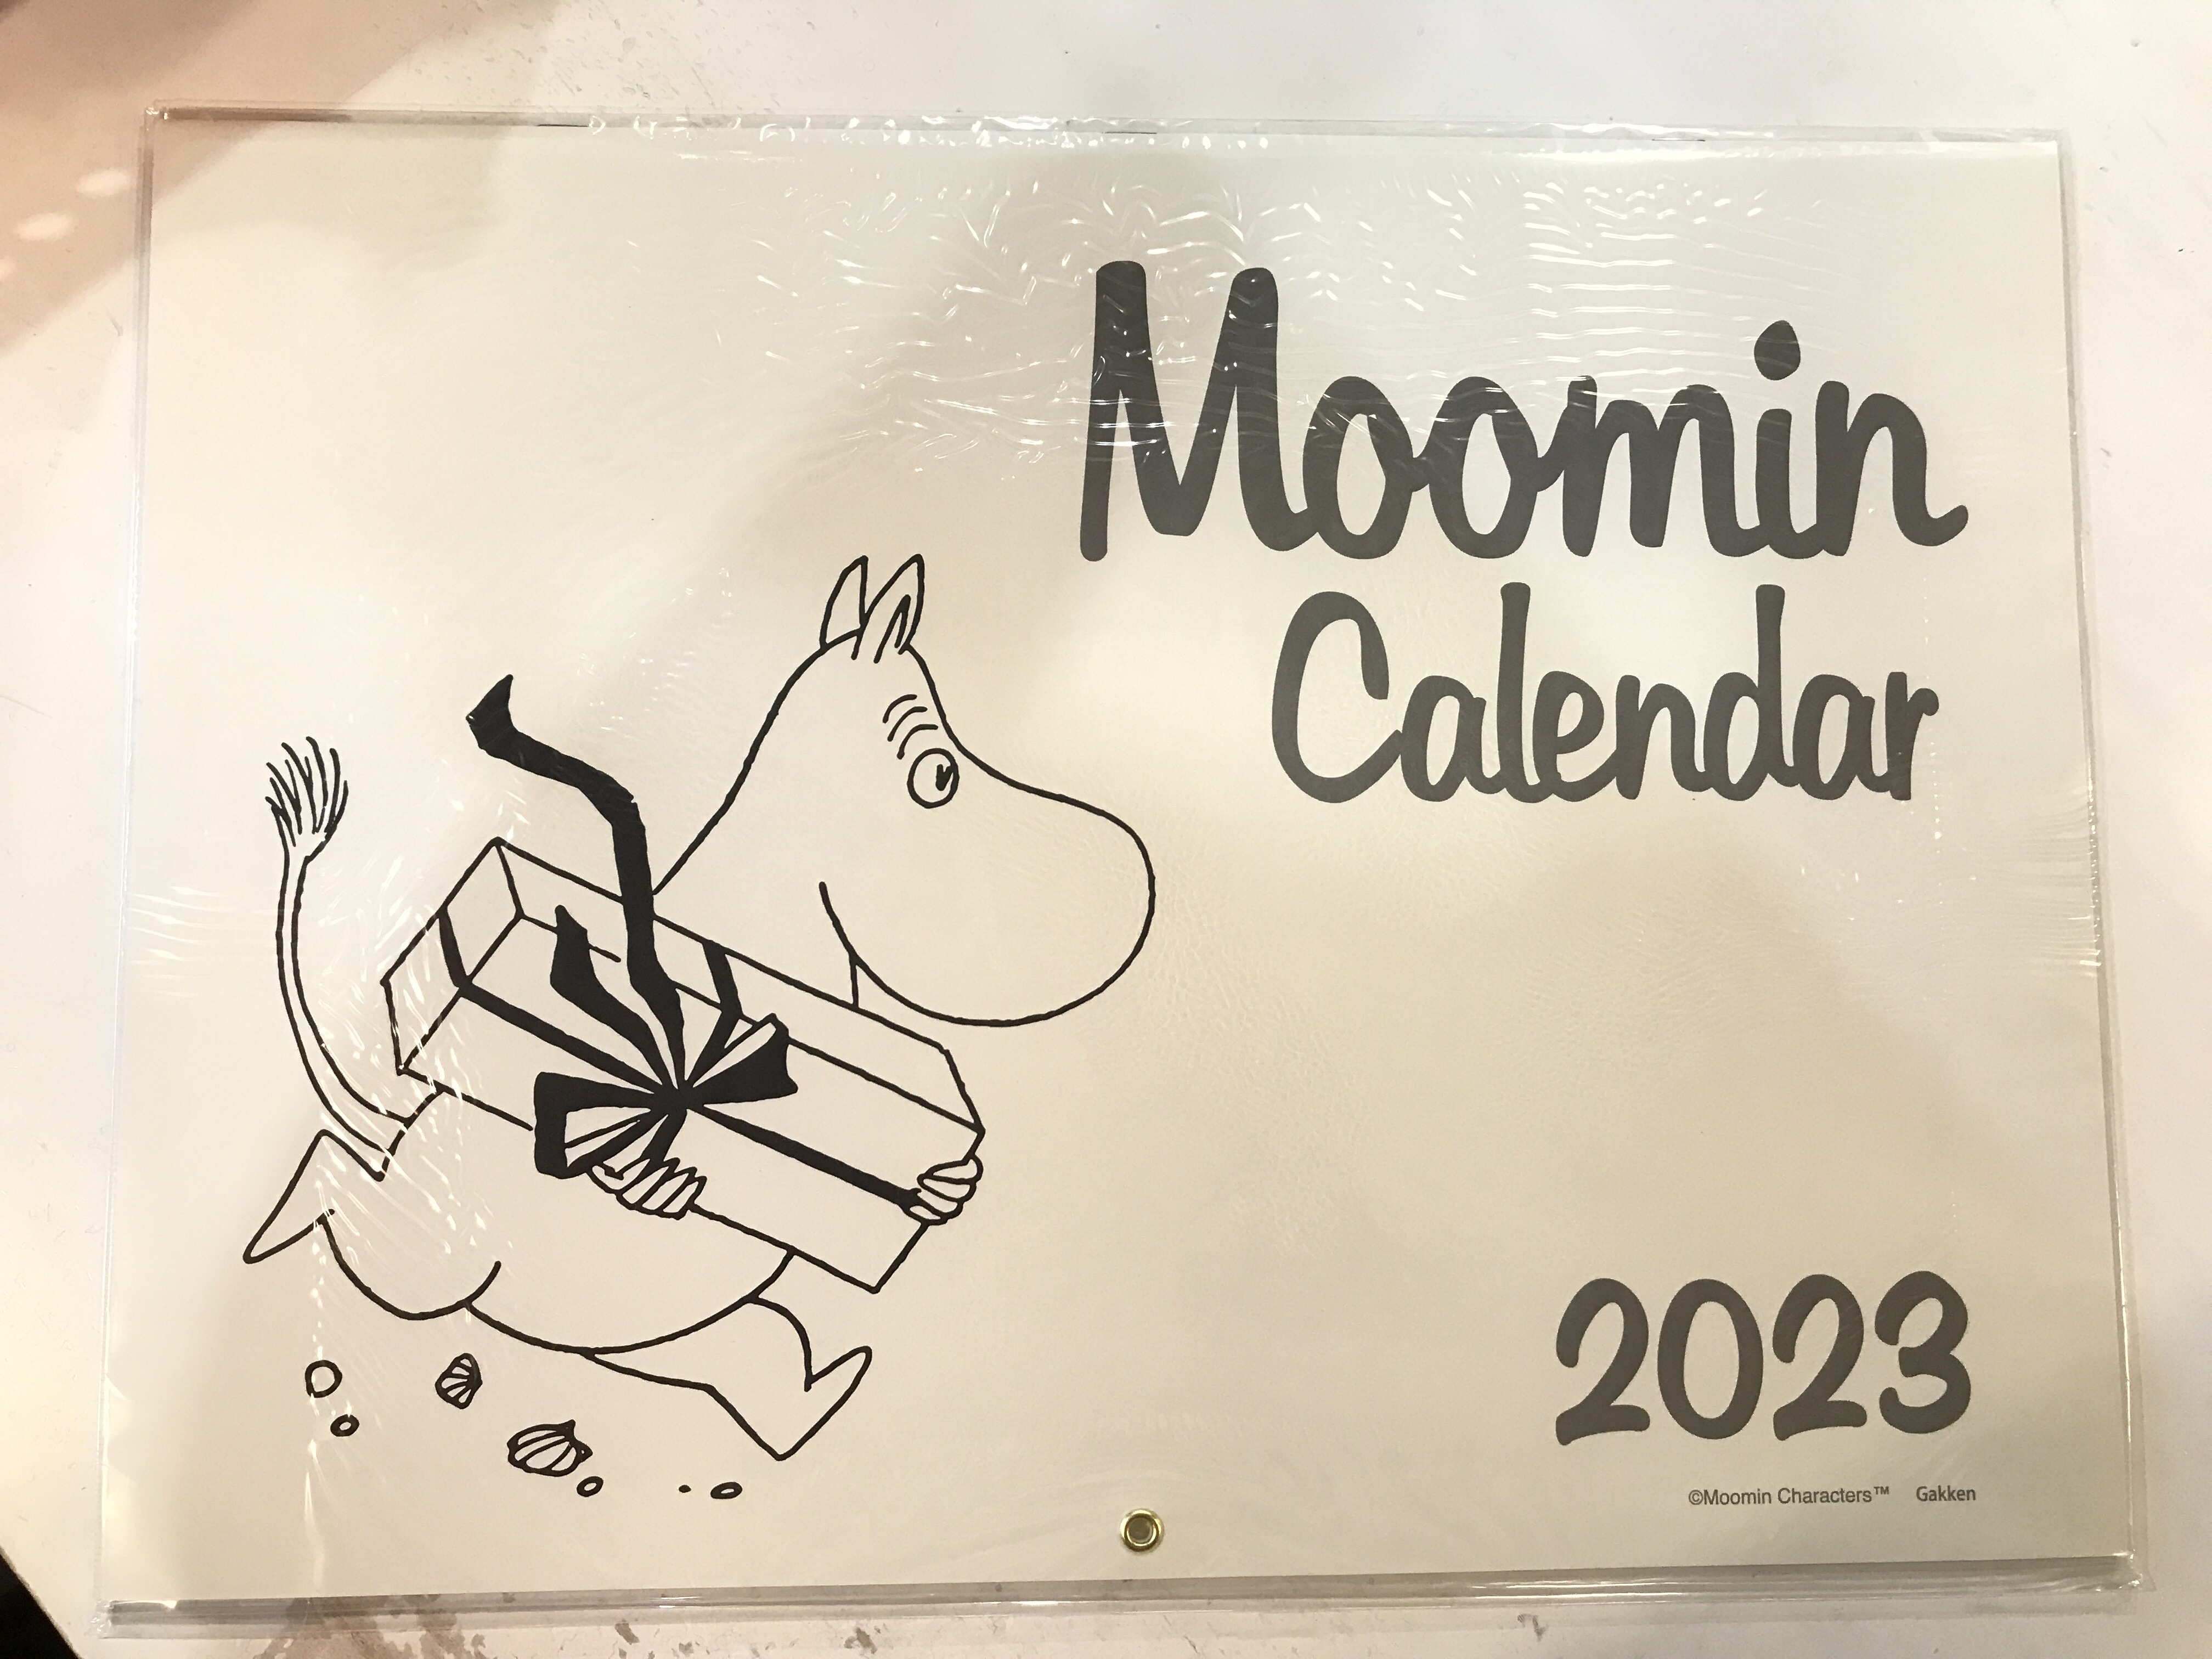 Moomin
Calendar
2023
©Moomin Characters™ Gakken